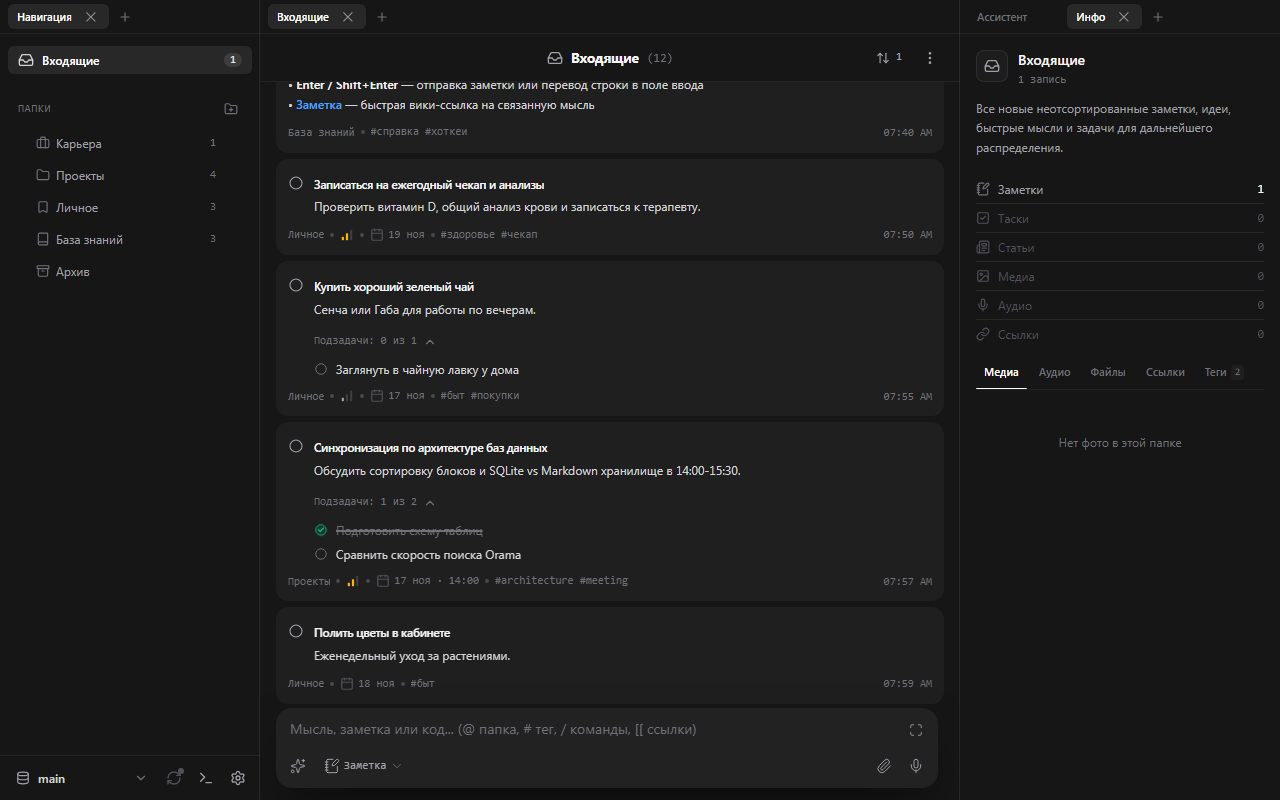 Навигация
Входящие
1
ПАПКИ
Карьера 1
Проекты 4
Личное 3
База знаний 3
Архив
main
Входящие
Входящие (12)
1
• Enter / Shift+Enter — отправка заметки или перевод строки в поле ввода
• Заметка — быстрая вики-ссылка на связанную мысль
База знаний • #справка #хоткеи 07:40 AM
Записаться на ежегодный чекап и анализы
Проверить витамин D, общий анализ крови и записаться к терапевту.
Личное • • 19 ноя • #здоровье #чекап 07:50 AM
Купить хороший зеленый чай
Сенча или Габа для работы по вечерам.
Подзадачи: 0 из 1
Заглянуть в чайную лавку у дома
Личное • • 17 ноя • #быт #покупки 07:55 AM
Синхронизация по архитектуре баз данных
Обсудить сортировку блоков и SQLite vs Markdown хранилище в 14:00-15:30.
Подзадачи: 1 из 2
Подготовить схему таблиц
Сравнить скорость поиска Orama
Проекты • • 17 ноя · 14:00 • #architecture #meeting 07:57 AM
Полить цветы в кабинете
Еженедельный уход за растениями.
Личное • 18 ноя • #быт 07:59 AM
Мысль, заметка или код... (@ папка, # тег, / команды, [[ ссылки)
Заметка
Ассистент
Инфо
Входящие
1 запись
Все новые неотсортированные заметки, идеи,
быстрые мысли и задачи для дальнейшего
распределения.
Заметки 1
Таски 0
Статьи 0
Медиа 0
Аудио 0
Ссылки 0
Медиа Аудио Файлы Ссылки Теги 2
Нет фото в этой папке